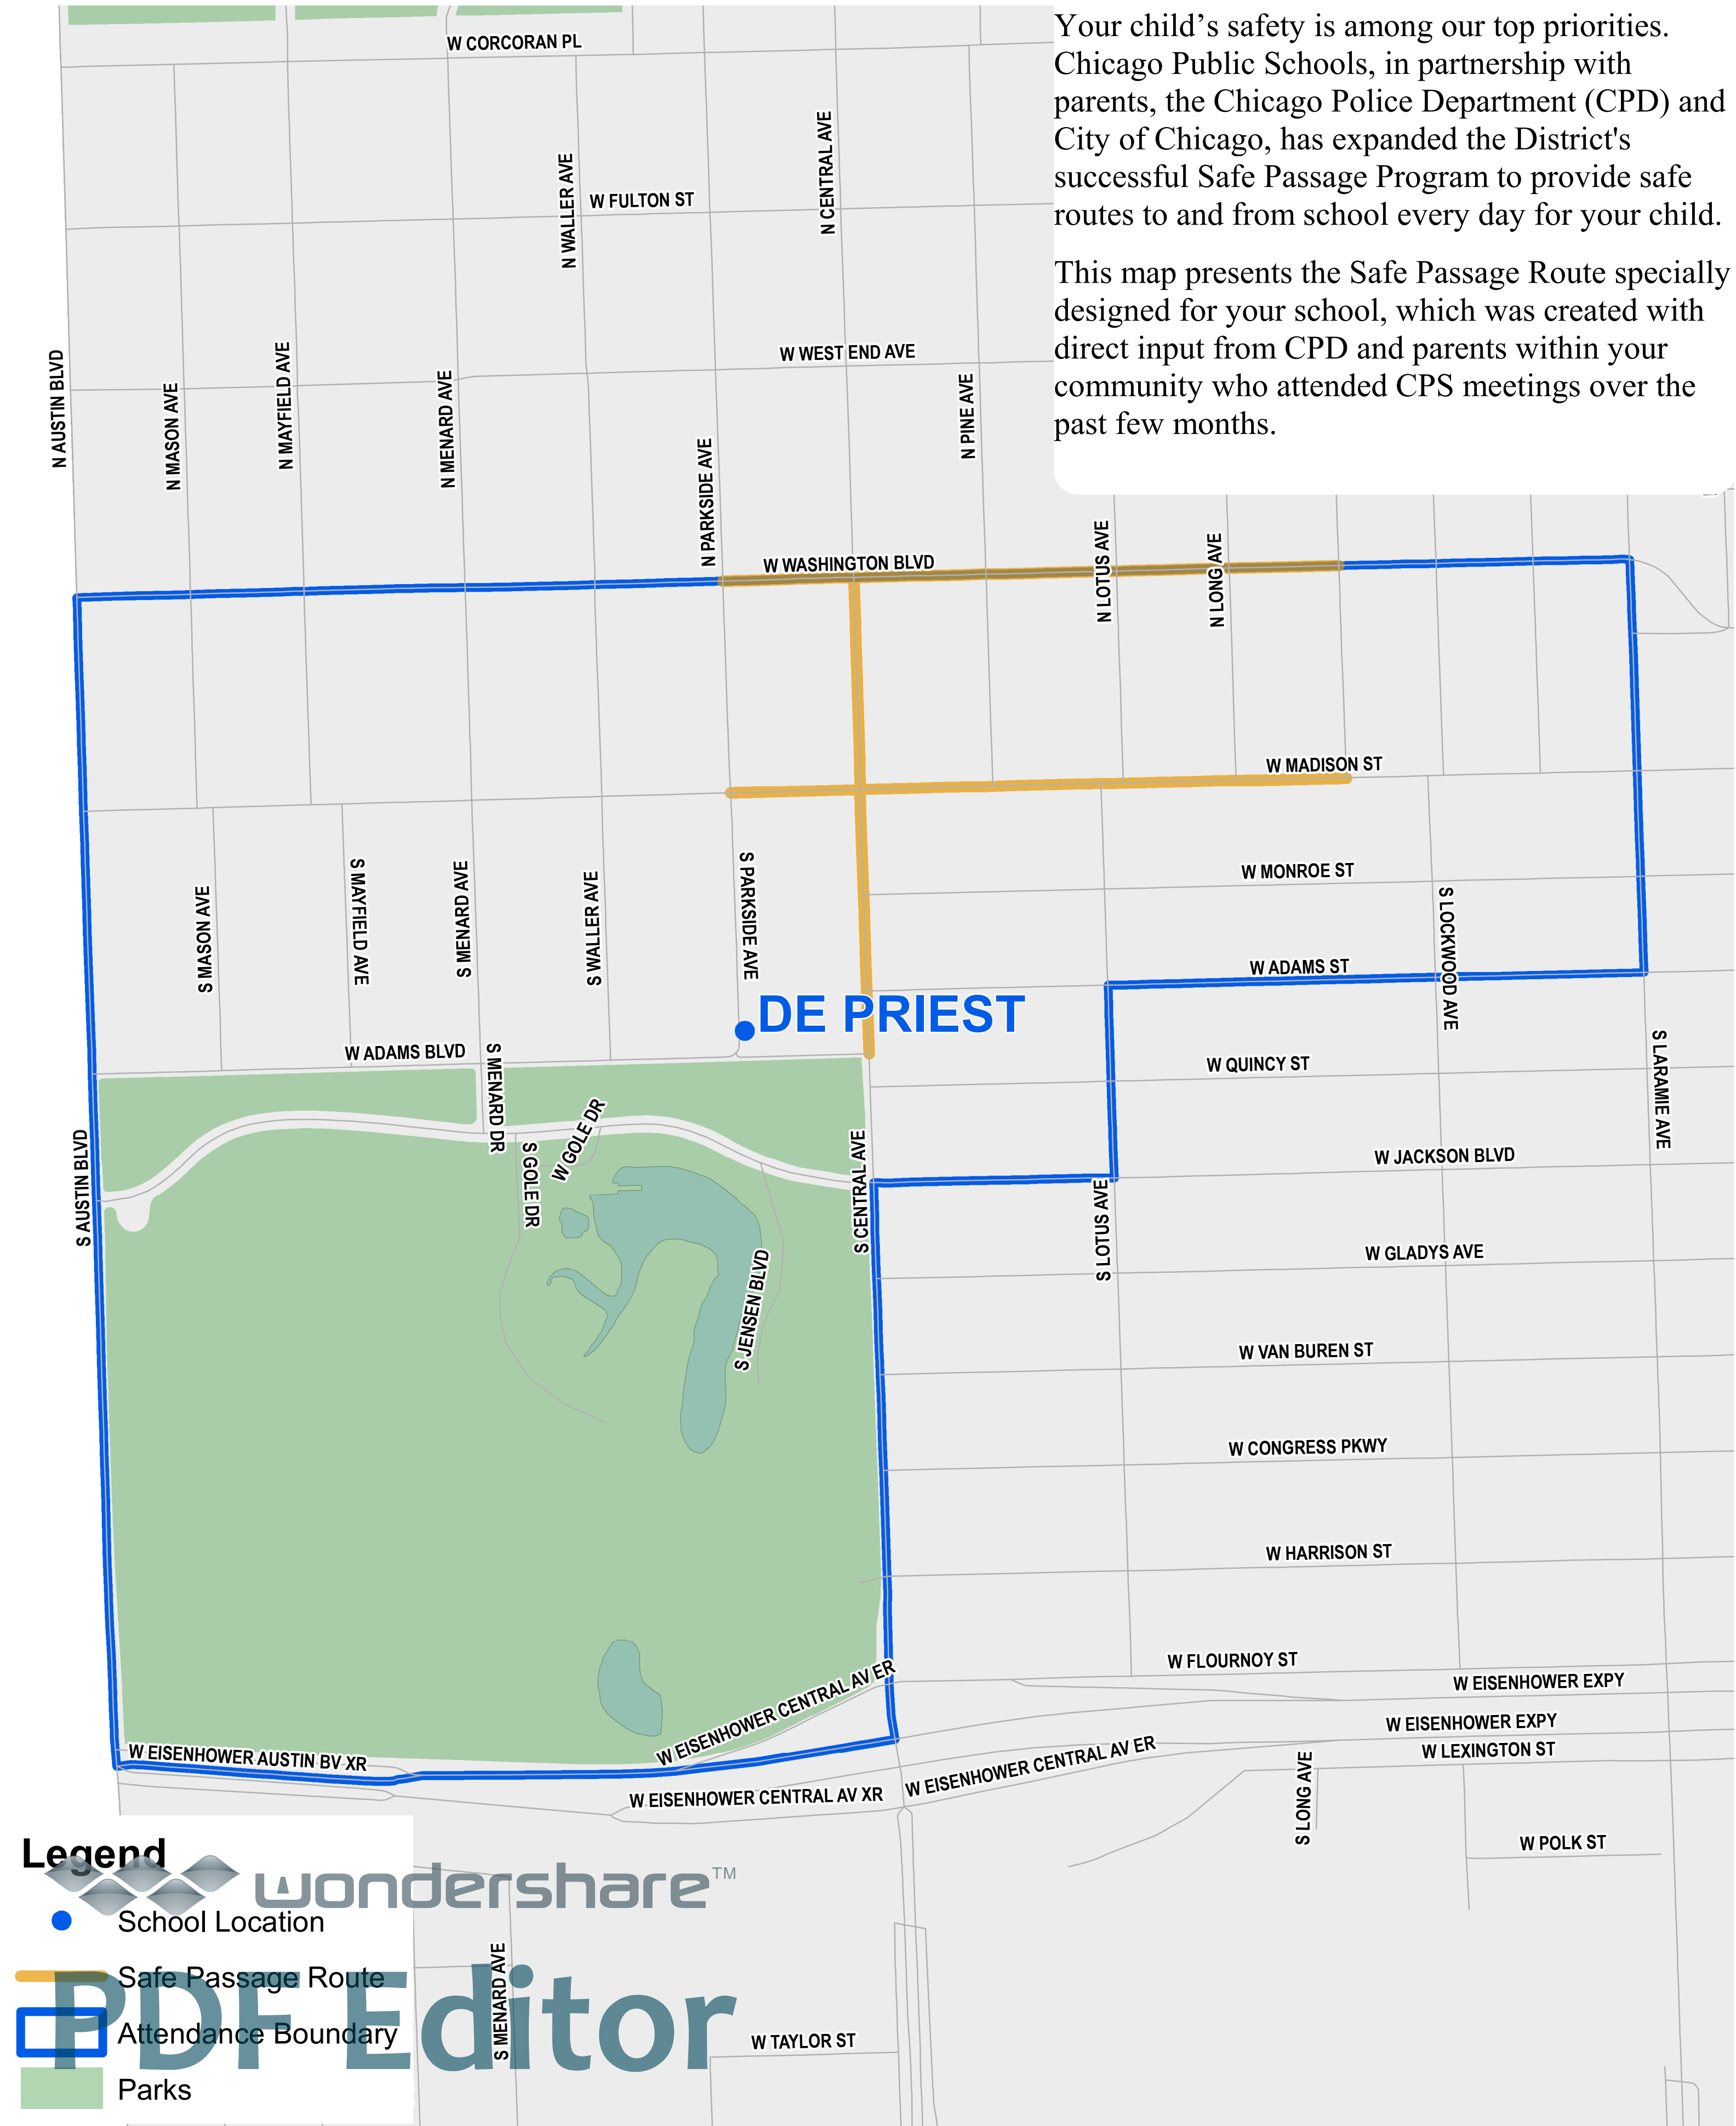 Your child’s safety is among our top priorities.
Chicago Public Schools, in partnership with
parents, the Chicago Police Department (CPD) and
City of Chicago, has expanded the District's
successful Safe Passage Program to provide safe
routes to and from school every day for your child.
This map presents the Safe Passage Route specially
designed for your school, which was created with
direct input from CPD and parents within your
community who attended CPS meetings over the
past few months.
W CORCORAN PL
N CENTRAL AVE
N WALLER AVE
W FULTON ST
W WEST END AVE
N AUSTIN BLVD
N MASON AVE
N MAYFIELD AVE
N MENARD AVE
N PARKSIDE AVE
N PINE AVE
W WASHINGTON BLVD
N LOTUS AVE
N LONG AVE
W MADISON ST
W MONROE ST
S MASON AVE
S MAYFIELD AVE
S MENARD AVE
S WALLER AVE
S PARKSIDE AVE
S LOCKWOOD AVE
W ADAMS ST
DE PRIEST
W ADAMS BLVD
S MENARD DR
W QUINCY ST
S LARAMIE AVE
W GOLE DR
S GOLE DR
S AUSTIN BLVD
S CENTRAL AVE
W JACKSON BLVD
S LOTUS AVE
W GLADYS AVE
S JENSEN BLVD
W VAN BUREN ST
W CONGRESS PKWY
W HARRISON ST
W FLOURNOY ST
W EISENHOWER EXPY
W EISENHOWER CENTRAL AV ER
W EISENHOWER EXPY
W EISENHOWER AUSTIN BV XR
W LEXINGTON ST
W EISENHOWER CENTRAL AV ER
W EISENHOWER CENTRAL AV XR
S LONG AVE
W POLK ST
Legend
wondershare™
School Location
Safe Passage Route
PDF Editor
Attendance Boundary
Parks
S MENARD AVE
W TAYLOR ST